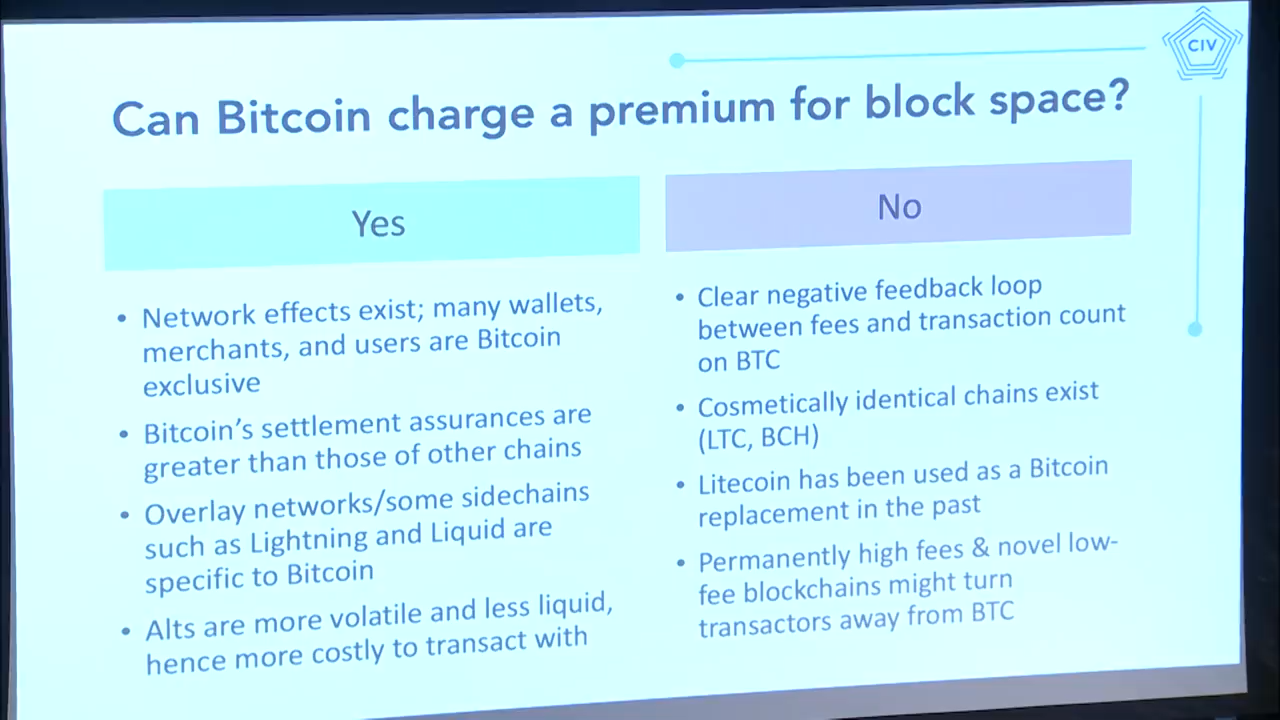 CIV
Can Bitcoin charge a premium for block space?
Yes
• Network effects exist; many wallets,
merchants, and users are Bitcoin
exclusive
• Bitcoin's settlement assurances are
greater than those of other chains
• Overlay networks/some sidechains
such as Lightning and Liquid are
specific to Bitcoin
• Alts are more volatile and less liquid,
hence more costly to transact with
No
• Clear negative feedback loop
between fees and transaction count
on BTC
• Cosmetically identical chains exist
(LTC, BCH)
• Litecoin has been used as a Bitcoin
replacement in the past
• Permanently high fees & novel low-
fee blockchains might turn
transactors away from BTC